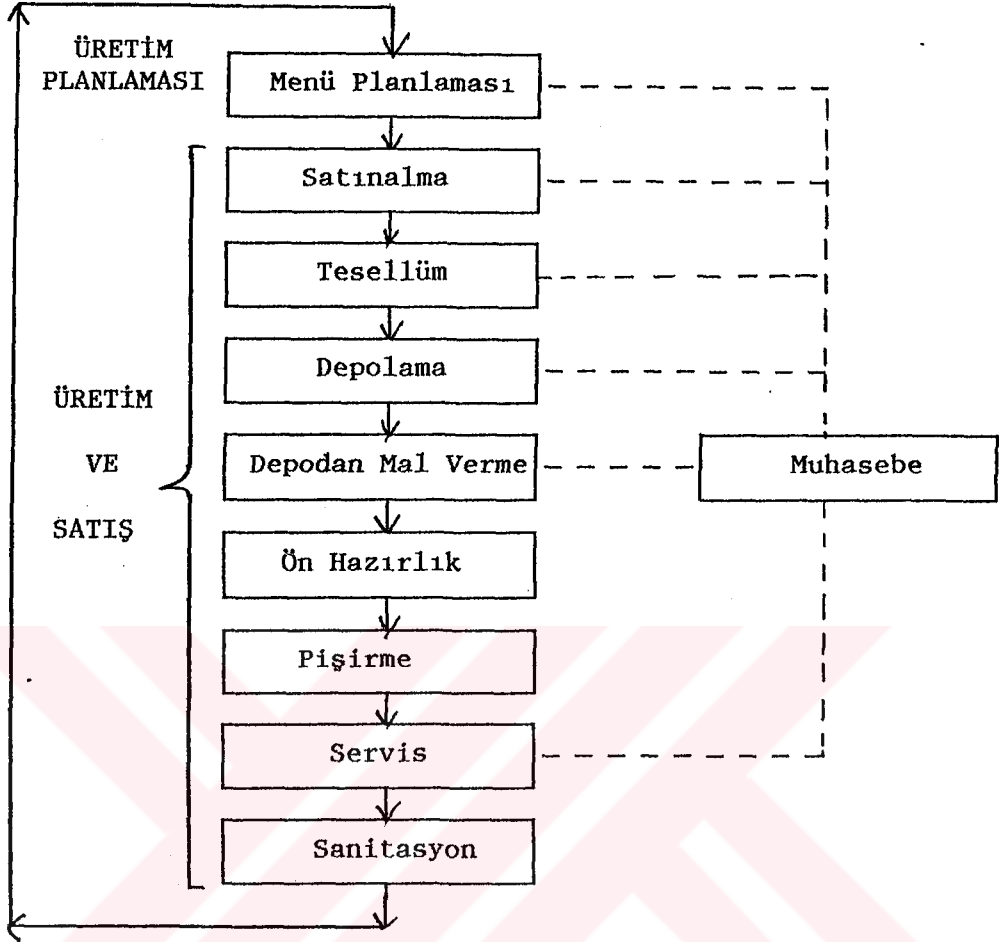 ÜRETİM
PLANLAMASI
Menü Planlaması
Satınalma
Tesellüm
Depolama
ÜRETİM
VE
SATIŞ
Depodan Mal Verme
Muhasebe
Ön Hazırlık
Pişirme
Servis
Sanitasyon